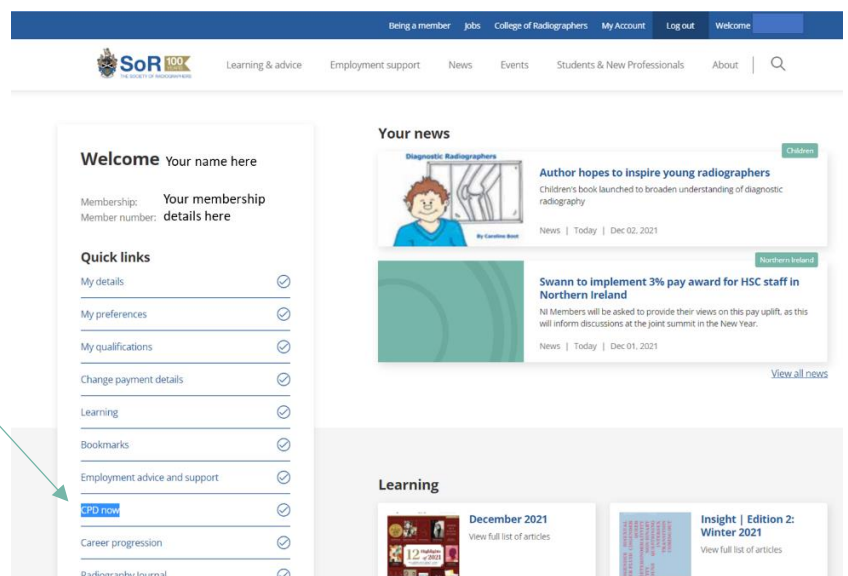 Being a member Jobs College of Radiographers My Account Log out Welcome
SoR 100
THE SOCIETY OF RADIOGRAPHERS
Learning & advice Employment support News Events Students & New Professionals About
Welcome Your name here
Membership: Your membership
Member number: details here
Quick links
My details
My preferences
My qualifications
Change payment details
Learning
Bookmarks
Employment advice and support
CPD now
Career progression
Radiography Journal
Your news
Diagnostic Radiographers
By Caroline Boot
Children
Author hopes to inspire young radiographers
Children's book launched to broaden understanding of diagnostic
radiography
News | Today | Dec 02, 2021
Northern Ireland
Swann to implement 3% pay award for HSC staff in
Northern Ireland
NI Members will be asked to provide their views on this pay uplift, as this
will inform discussions at the joint summit in the New Year.
News | Today | Dec 01, 2021
View all news
Learning
12 Highlights
of 2021
December 2021
View full list of articles
Insight | Edition 2:
Winter 2021
View full list of articles